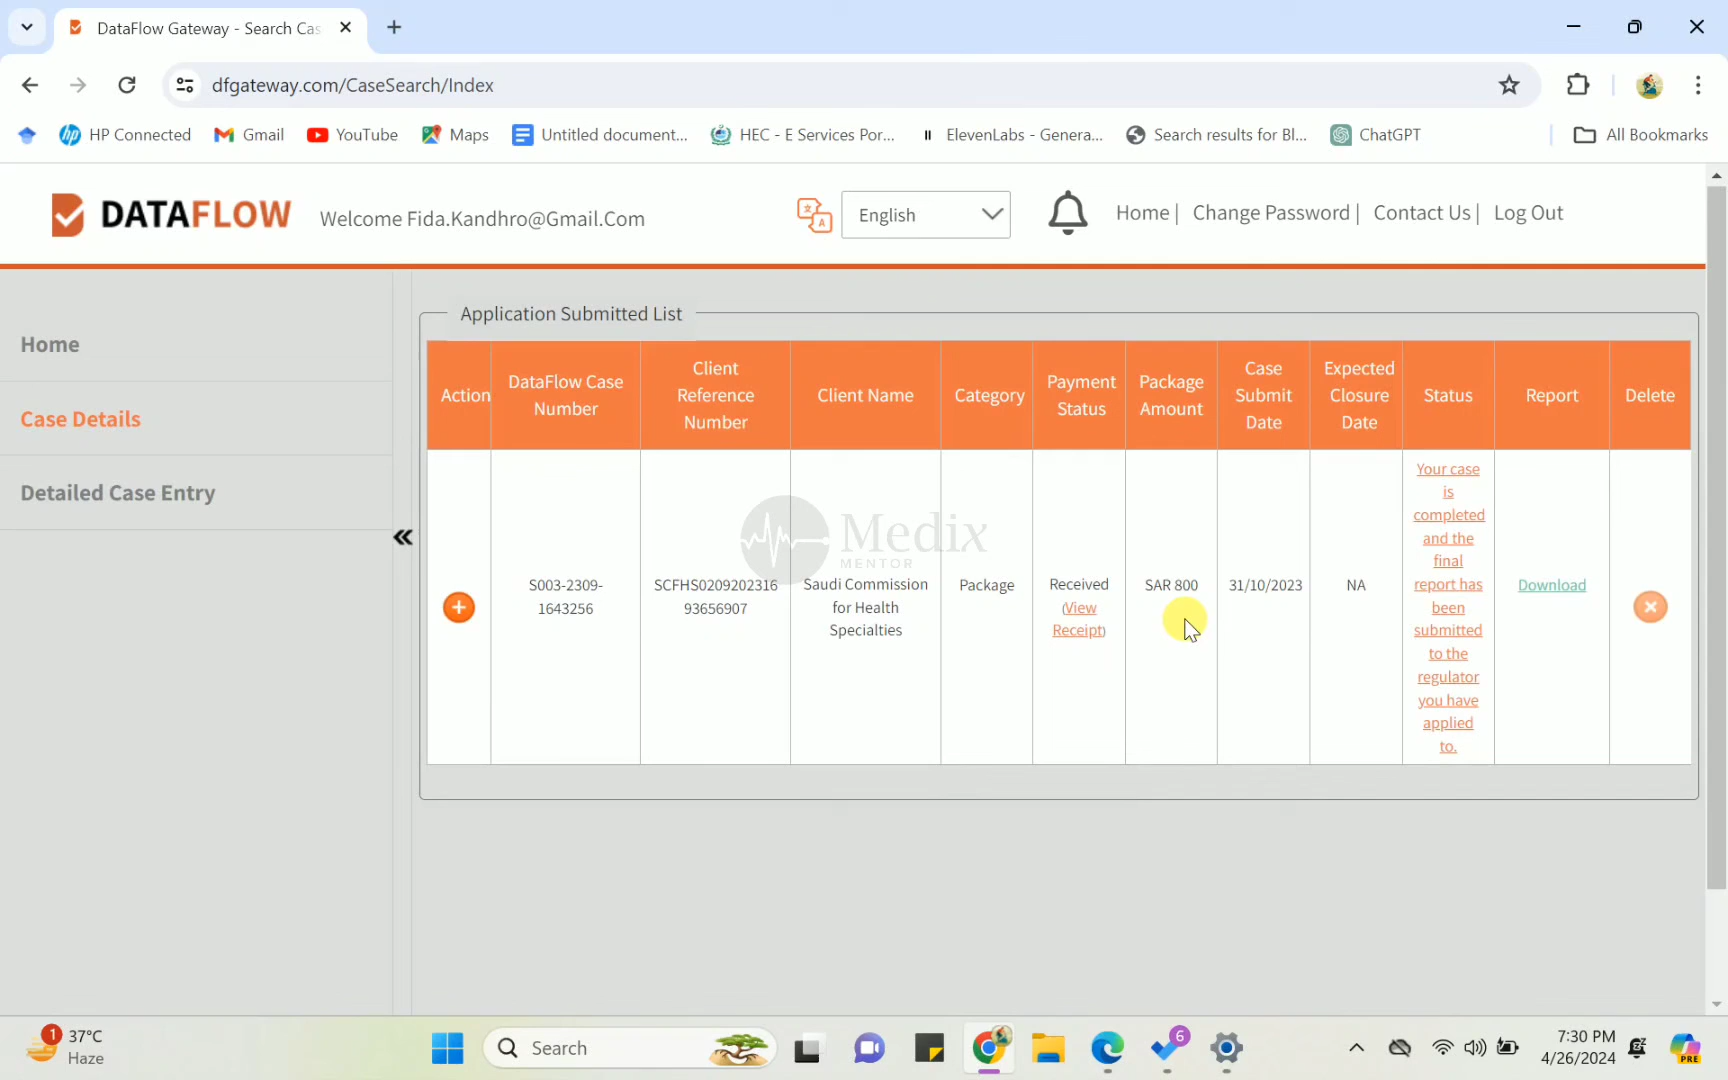 DataFlow Gateway - Search Cas
dfgateway.com/CaseSearch/Index
HP Connected
Gmail
YouTube
Maps
Untitled document...
HEC - E Services Por...
II ElevenLabs - Genera...
Search results for Bl...
ChatGPT
All Bookmarks
DATAFLOW
Welcome Fida.Kandhro@Gmail.Com
English
Home |
Change Password |
Contact Us |
Log Out
Home
Case Details
Detailed Case Entry
Application Submitted List
Action
DataFlow Case
Number
Client
Reference
Number
Client Name
Category
Payment
Status
Package
Amount
Case
Submit
Date
Expected
Closure
Date
Status
Report
Delete
S003-2309-
1643256
SCFHS0209202316
93656907
Saudi Commission
for Health
Specialties
Package
Received
(View
Receipt)
SAR 800
31/10/2023
NA
Your case
is
completed
and the
final
report has
been
submitted
to the
regulator
you have
applied
to.
Download
Medix
MENTOR
1
37°C
Haze
Search
6
7:30 PM
4/26/2024
PRE